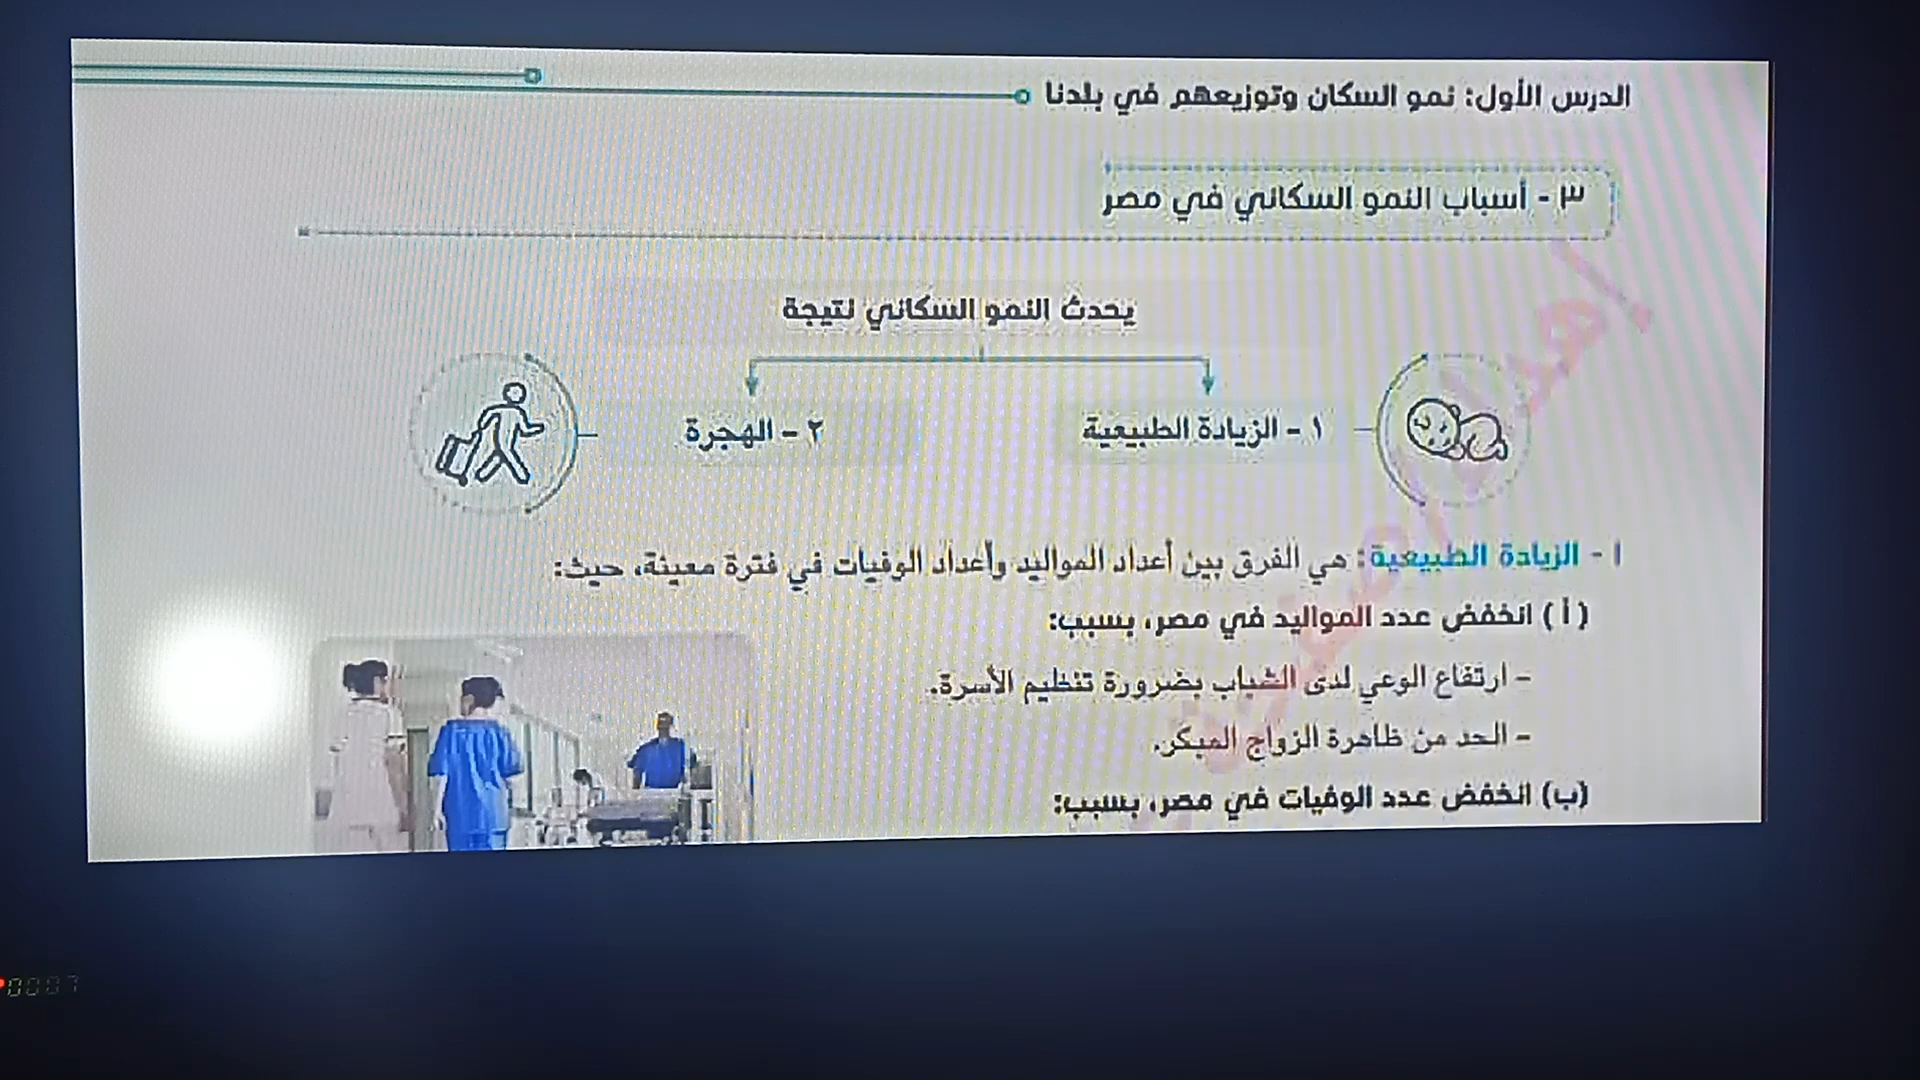 الدرس الأول: نمو السكان وتوزيعهم في بلدنا
٣ - أسباب النمو السكاني في مصر
يحدث النمو السكاني نتيجة
١ - الزيادة الطبيعية
٢ - الهجرة
١ - الزيادة الطبيعية: هي الفرق بين أعداد المواليد وأعداد الوفيات في فترة معينة، حيث:
(أ) انخفض عدد المواليد في مصر، بسبب:
- ارتفاع الوعي لدى الشباب بضرورة تنظيم الأسرة.
- الحد من ظاهرة الزواج المبكر.
(ب) انخفض عدد الوفيات في مصر، بسبب:
0007